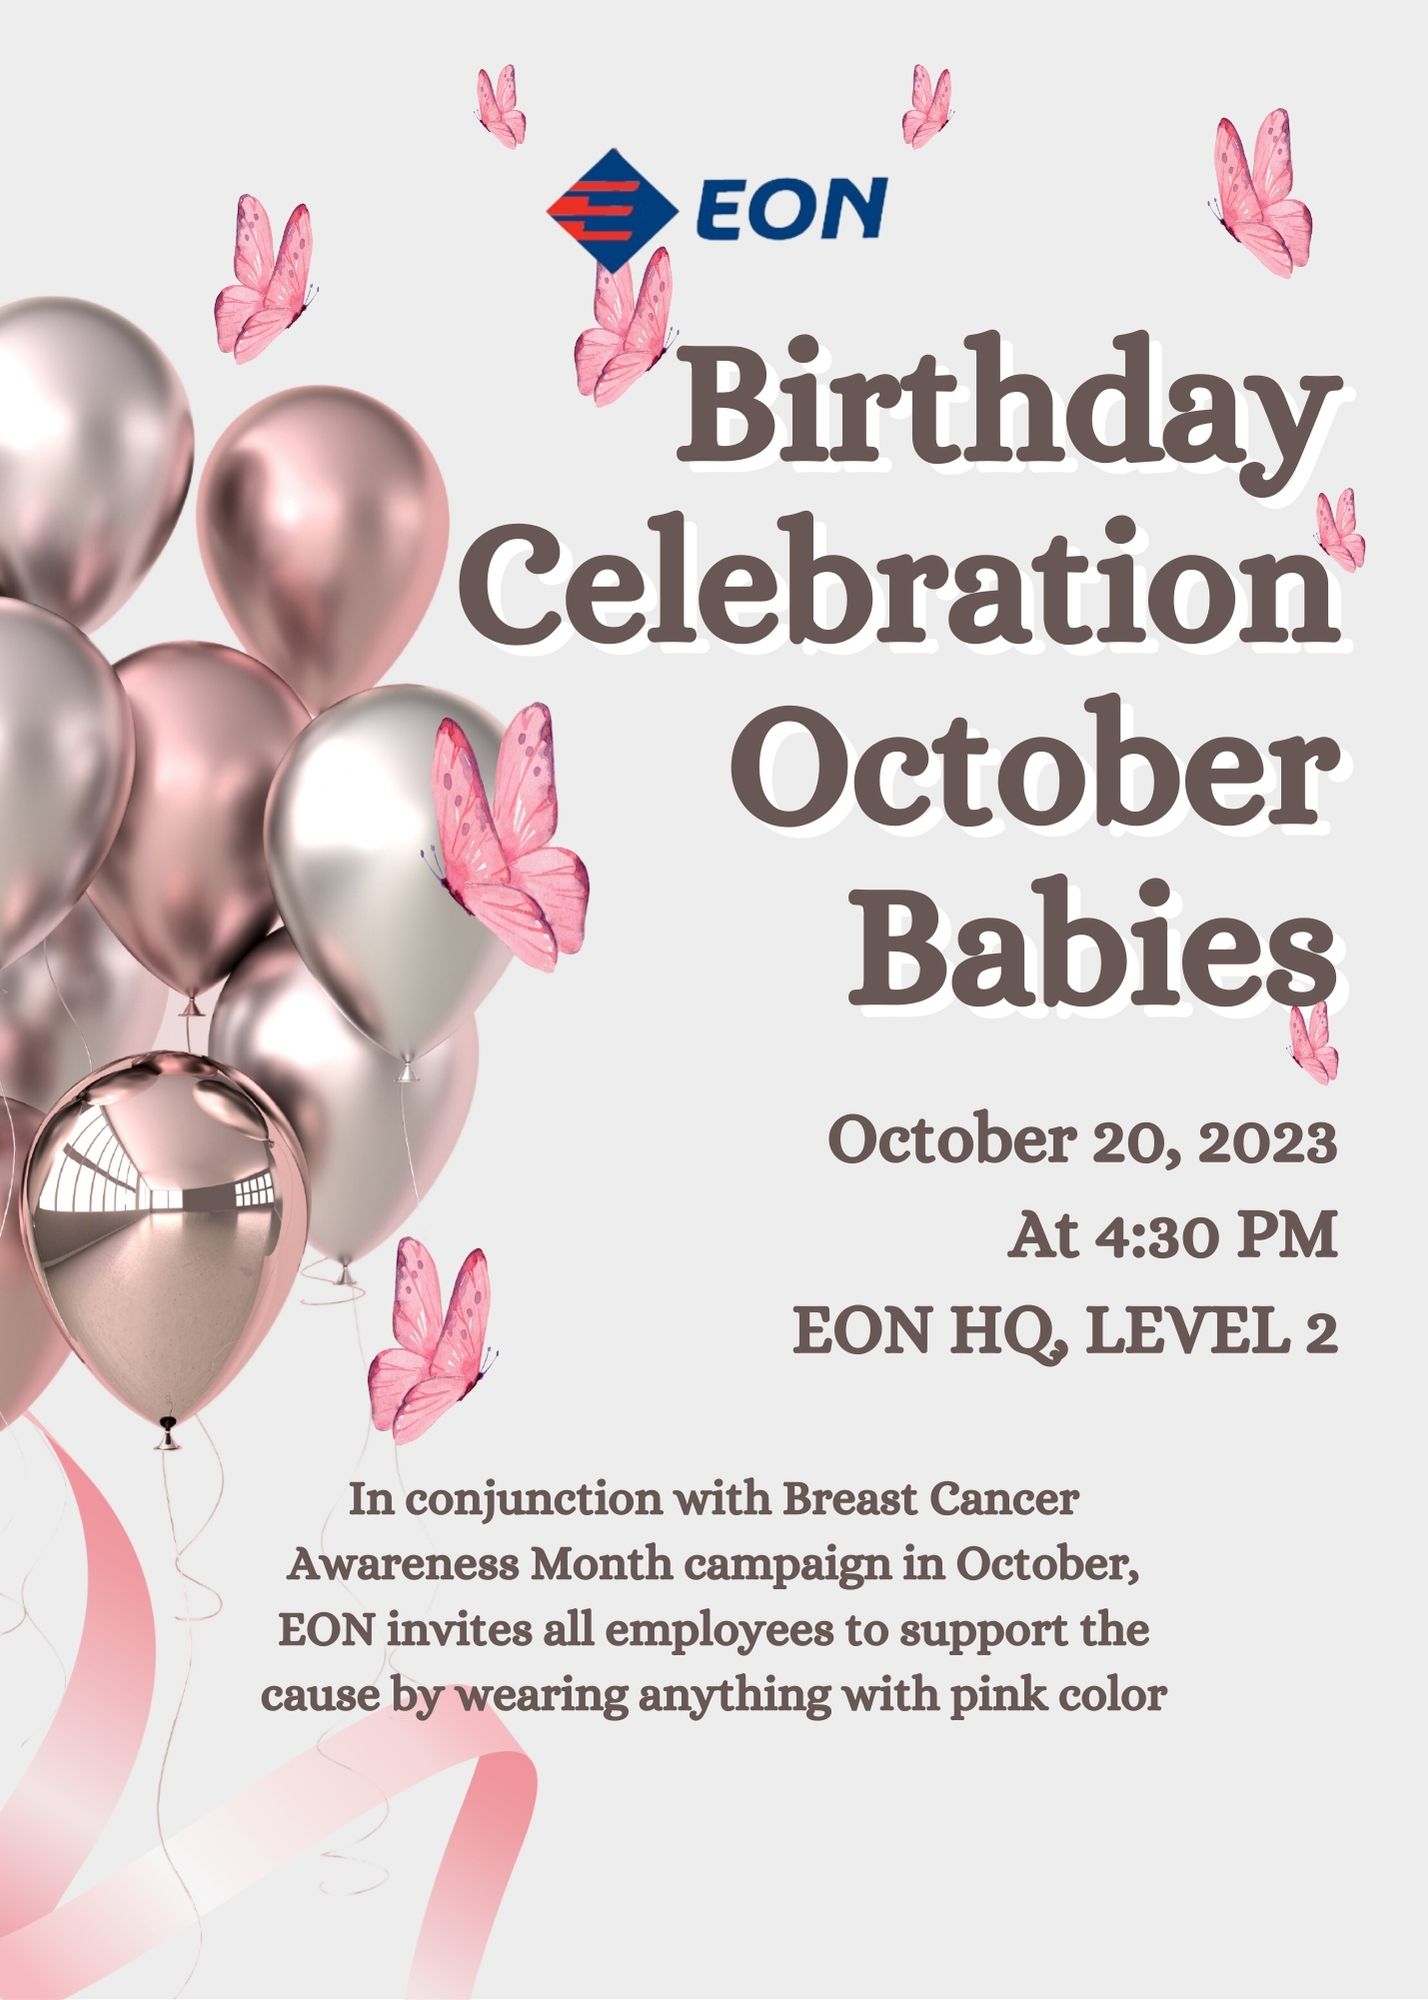 EON
Birthday
Celebration
October
Babies
October 20, 2023
At 4:30 PM
EON HQ, LEVEL 2
In conjunction with Breast Cancer
Awareness Month campaign in October,
EON invites all employees to support the
cause by wearing anything with pink color